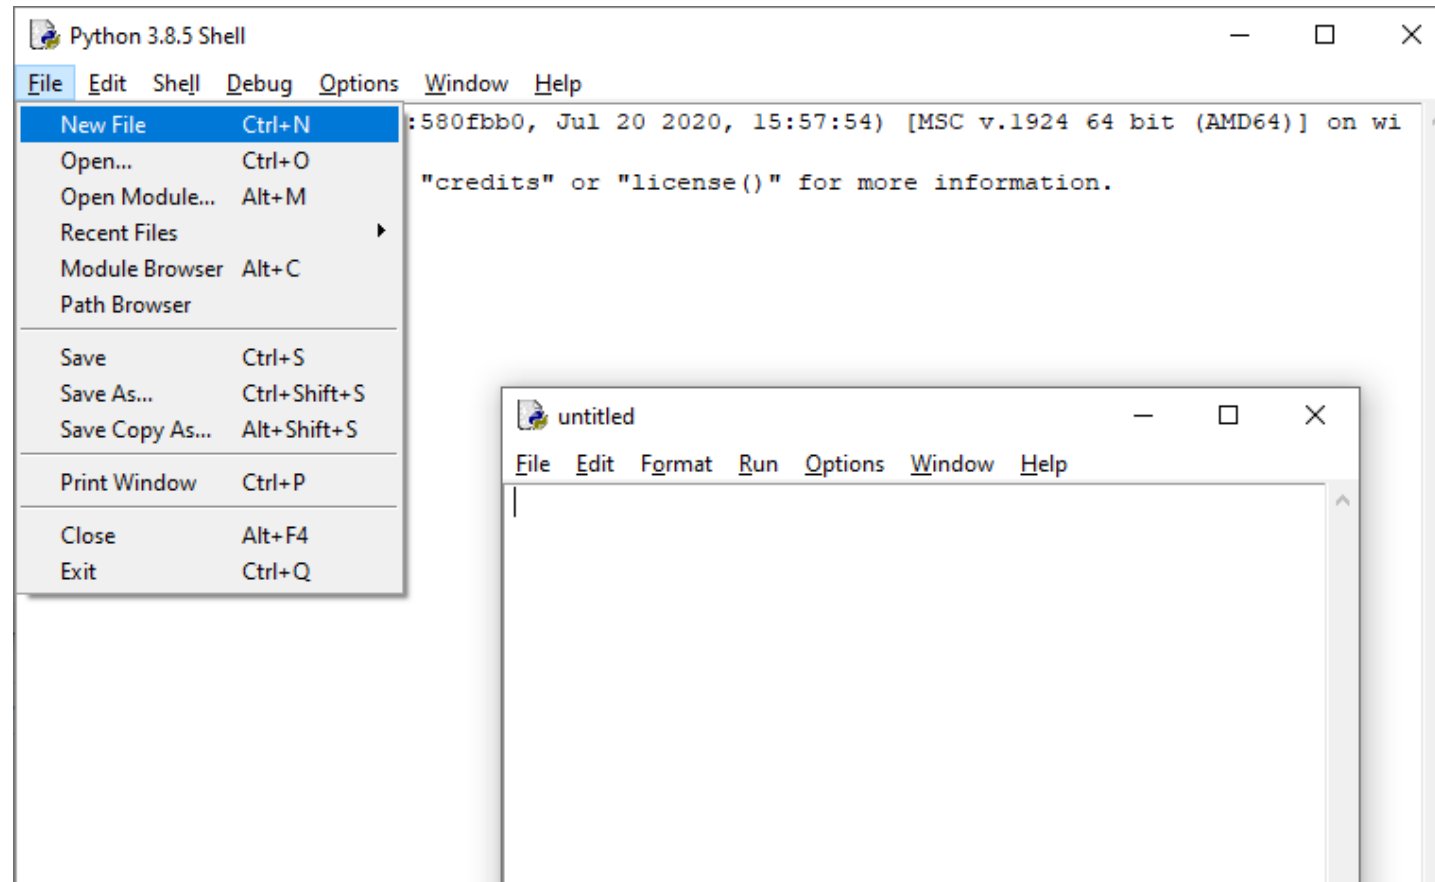 Python 3.8.5 Shell
File Edit Shell Debug Options Window Help
:580fbb0, Jul 20 2020, 15:57:54) [MSC v.1924 64 bit (AMD64)] on wi
"credits" or "license()" for more information.
New File Ctrl+N
Open... Ctrl+O
Open Module... Alt+M
Recent Files
Module Browser Alt+C
Path Browser
Save Ctrl+S
Save As... Ctrl+Shift+S
Save Copy As... Alt+Shift+S
Print Window Ctrl+P
Close Alt+F4
Exit Ctrl+Q
untitled
File Edit Format Run Options Window Help